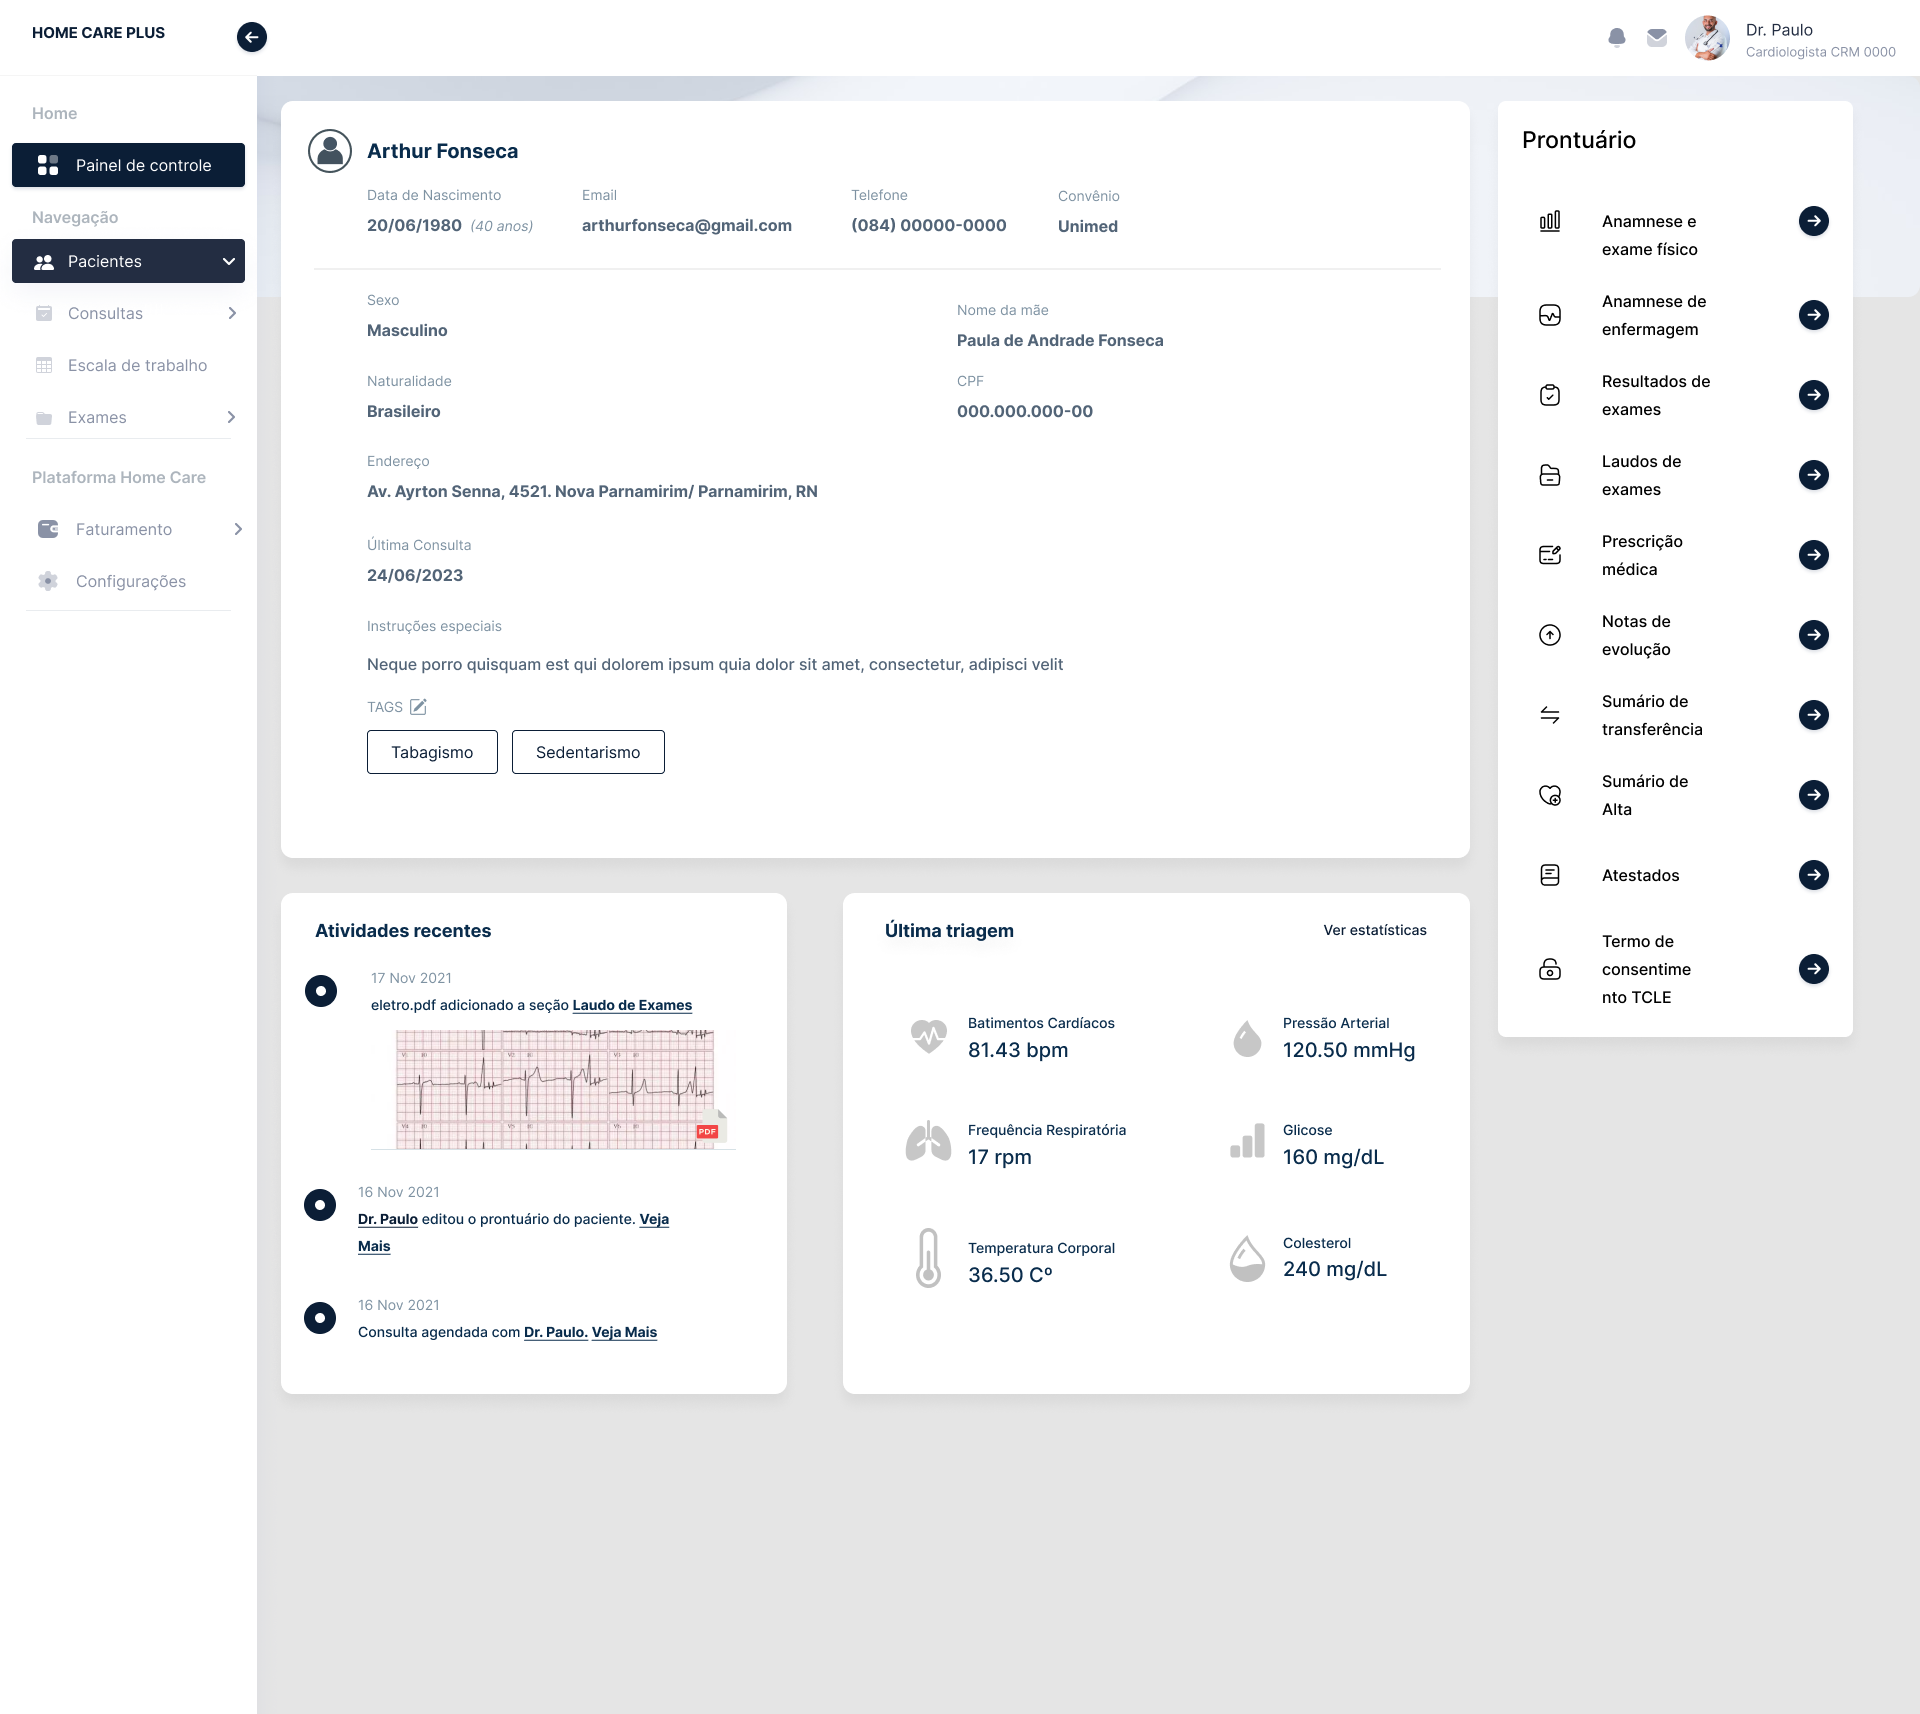 HOME CARE PLUS
Dr. Paulo
Cardiologista CRM 0000
Home
Painel de controle
Navegação
Pacientes
Consultas
Escala de trabalho
Exames
Plataforma Home Care
Faturamento
Configurações
Arthur Fonseca
Data de Nascimento
20/06/1980 (40 anos)
Email
arthurfonseca@gmail.com
Telefone
(084) 00000-0000
Convênio
Unimed
Sexo
Masculino
Nome da mãe
Paula de Andrade Fonseca
Naturalidade
Brasileiro
CPF
000.000.000-00
Endereço
Av. Ayrton Senna, 4521. Nova Parnamirim/ Parnamirim, RN
Última Consulta
24/06/2023
Instruções especiais
Neque porro quisquam est qui dolorem ipsum quia dolor sit amet, consectetur, adipisci velit
TAGS
Tabagismo
Sedentarismo
Atividades recentes
17 Nov 2021
eletro.pdf adicionado a seção Laudo de Exames
V1
V2
V3
V4
V5
V6
PDF
16 Nov 2021
Dr. Paulo editou o prontuário do paciente. Veja
Mais
16 Nov 2021
Consulta agendada com Dr. Paulo. Veja Mais
Última triagem
Ver estatísticas
Batimentos Cardíacos
81.43 bpm
Pressão Arterial
120.50 mmHg
Frequência Respiratória
17 rpm
Glicose
160 mg/dL
Temperatura Corporal
36.50 Cº
Colesterol
240 mg/dL
Prontuário
Anamnese e
exame físico
Anamnese de
enfermagem
Resultados de
exames
Laudos de
exames
Prescrição
médica
Notas de
evolução
Sumário de
transferência
Sumário de
Alta
Atestados
Termo de
consentime
nto TCLE